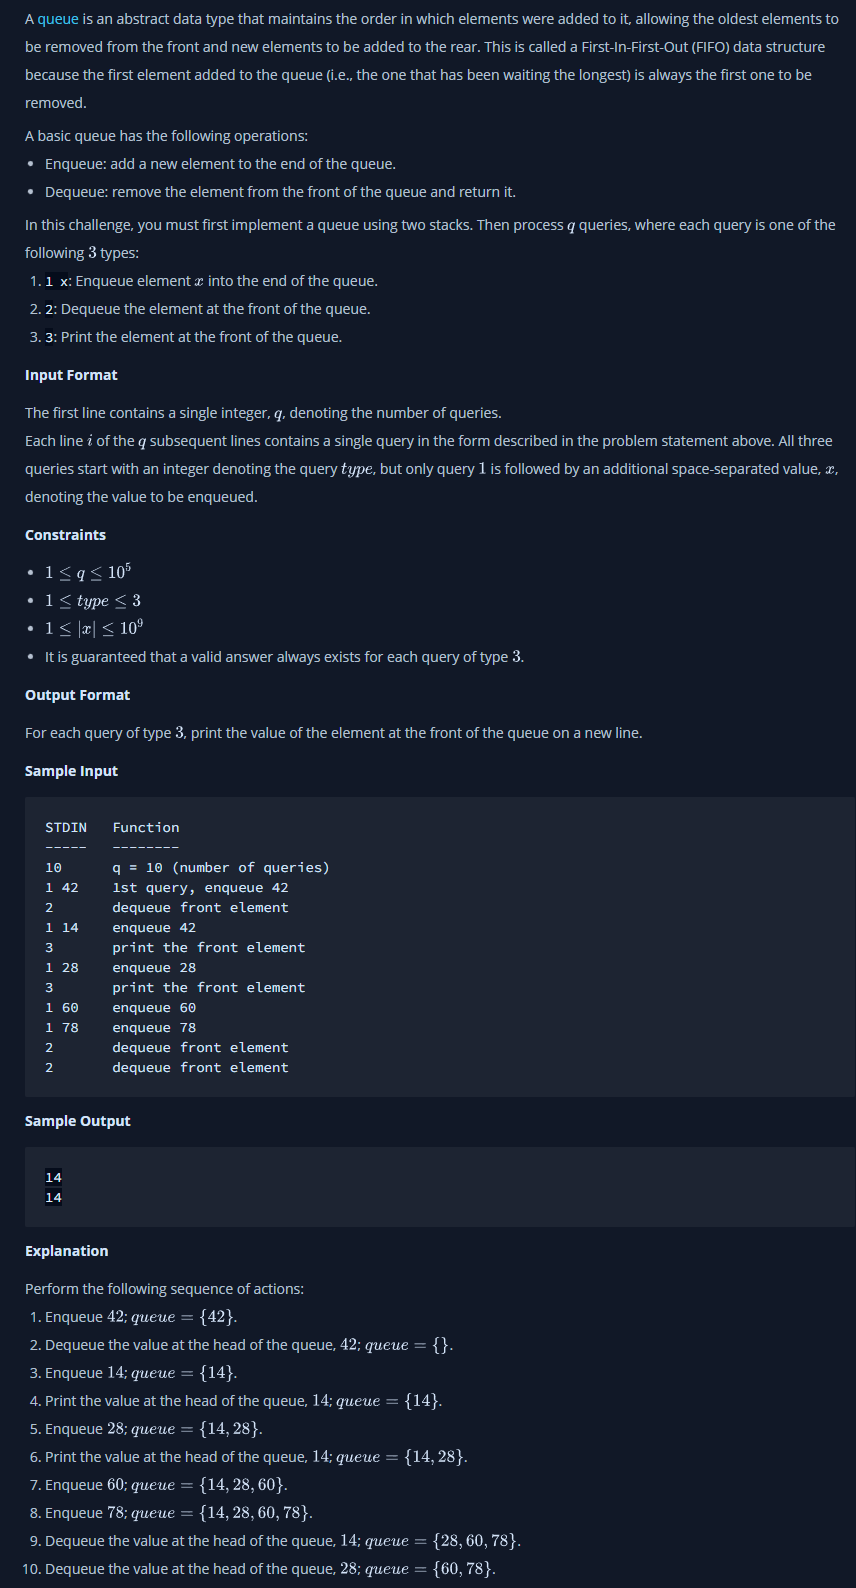 A queue is an abstract data type that maintains the order in which elements were added to it, allowing the oldest elements to
be removed from the front and new elements to be added to the rear. This is called a First-In-First-Out (FIFO) data structure
because the first element added to the queue (i.e., the one that has been waiting the longest) is always the first one to be
removed.
A basic queue has the following operations:
• Enqueue: add a new element to the end of the queue.
• Dequeue: remove the element from the front of the queue and return it.
In this challenge, you must first implement a queue using two stacks. Then process q queries, where each query is one of the
following 3 types:
1. 1 x: Enqueue element x into the end of the queue.
2. 2: Dequeue the element at the front of the queue.
3. 3: Print the element at the front of the queue.
Input Format
The first line contains a single integer, q, denoting the number of queries.
Each line i of the q subsequent lines contains a single query in the form described in the problem statement above. All three
queries start with an integer denoting the query type, but only query 1 is followed by an additional space-separated value, x,
denoting the value to be enqueued.
Constraints
• 1 ≤ q ≤ 10⁵
• 1 ≤ type ≤ 3
• 1 ≤ |x| ≤ 10⁹
• It is guaranteed that a valid answer always exists for each query of type 3.
Output Format
For each query of type 3, print the value of the element at the front of the queue on a new line.
Sample Input
STDIN   Function
-----   --------
10      q = 10 (number of queries)
1 42    1st query, enqueue 42
2       dequeue front element
1 14    enqueue 42
3       print the front element
1 28    enqueue 28
3       print the front element
1 60    enqueue 60
1 78    enqueue 78
2       dequeue front element
2       dequeue front element
Sample Output
14
14
Explanation
Perform the following sequence of actions:
1. Enqueue 42; queue = {42}.
2. Dequeue the value at the head of the queue, 42; queue = {}.
3. Enqueue 14; queue = {14}.
4. Print the value at the head of the queue, 14; queue = {14}.
5. Enqueue 28; queue = {14, 28}.
6. Print the value at the head of the queue, 14; queue = {14, 28}.
7. Enqueue 60; queue = {14, 28, 60}.
8. Enqueue 78; queue = {14, 28, 60, 78}.
9. Dequeue the value at the head of the queue, 14; queue = {28, 60, 78}.
10. Dequeue the value at the head of the queue, 28; queue = {60, 78}.